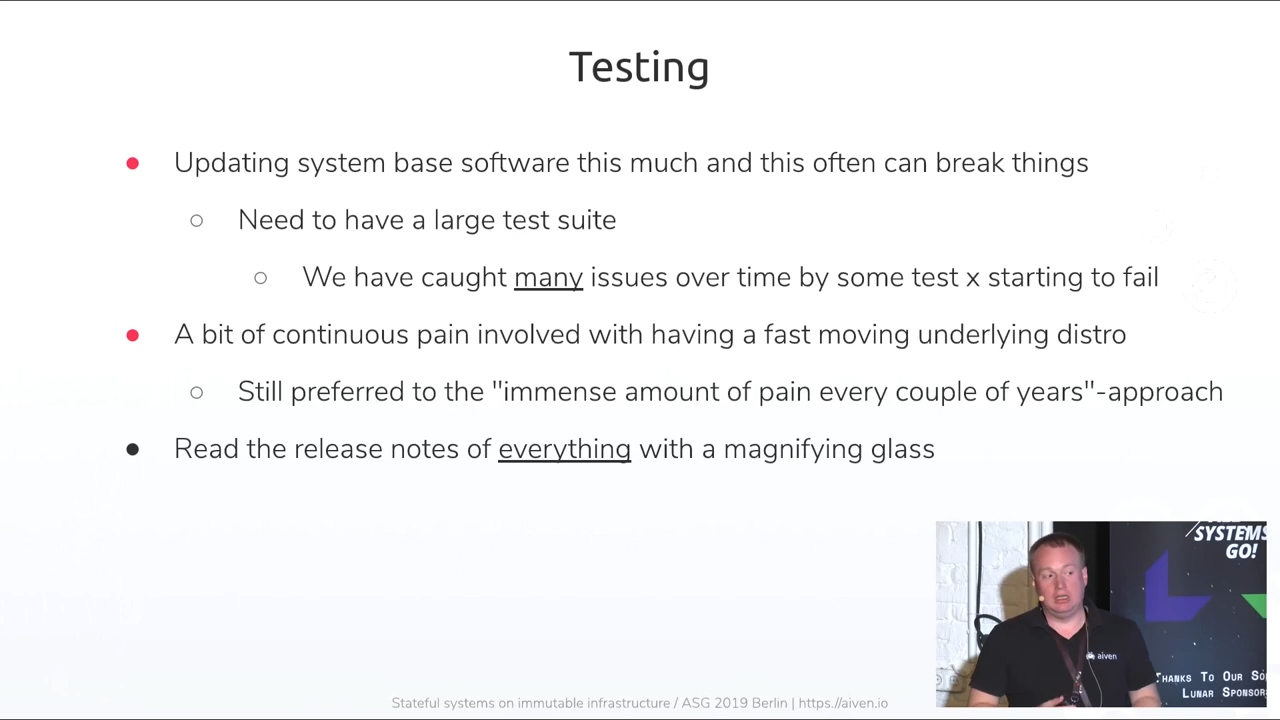 Testing
Updating system base software this much and this often can break things
Need to have a large test suite
We have caught many issues over time by some test x starting to fail
A bit of continuous pain involved with having a fast moving underlying distro
Still preferred to the "immense amount of pain every couple of years"-approach
Read the release notes of everything with a magnifying glass
SYSTEMS
GO!
aiven
THANKS TO OUR
LUNAR SPONSORS
Stateful systems on immutable infrastructure / ASG 2019 Berlin | https://aiven.io